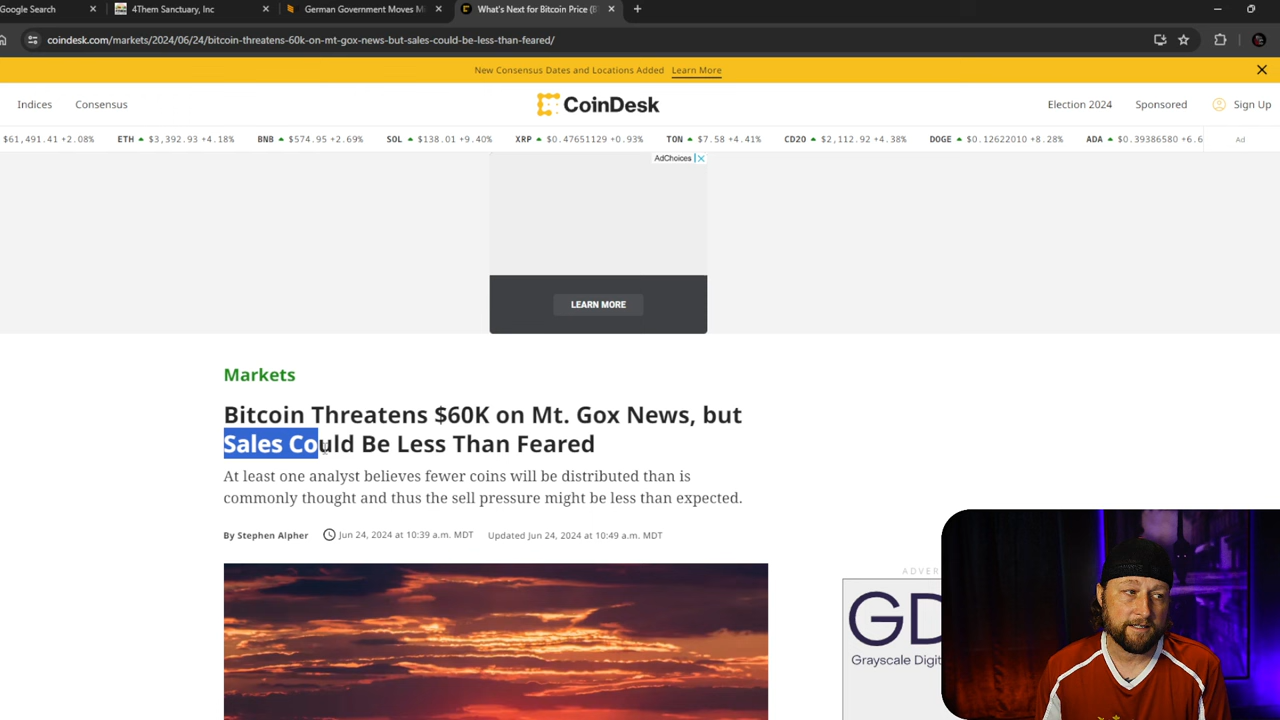 Google Search
4Them Sanctuary, Inc
German Government Moves M
What's Next for Bitcoin Price (B
coindesk.com/markets/2024/06/24/bitcoin-threatens-60k-on-mt-gox-news-but-sales-could-be-less-than-feared/
New Consensus Dates and Locations Added Learn More
Indices Consensus
CoinDesk
Election 2024 Sponsored Sign Up
$61,491.41 +2.08% ETH $3,392.93 +4.18% BNB $574.95 +2.69% SOL $138.01 +9.40% XRP $0.47651129 +0.93% TON $7.58 +4.41% CD20 $2,112.92 +4.38% DOGE $0.12622010 +8.28% ADA $0.39386580 +6.6 Ad
AdChoices
LEARN MORE
Markets
Bitcoin Threatens $60K on Mt. Gox News, but
Sales Could Be Less Than Feared
At least one analyst believes fewer coins will be distributed than is
commonly thought and thus the sell pressure might be less than expected.
By Stephen Alpher Jun 24, 2024 at 10:39 a.m. MDT Updated Jun 24, 2024 at 10:49 a.m. MDT
ADVER
GD
Grayscale Digit